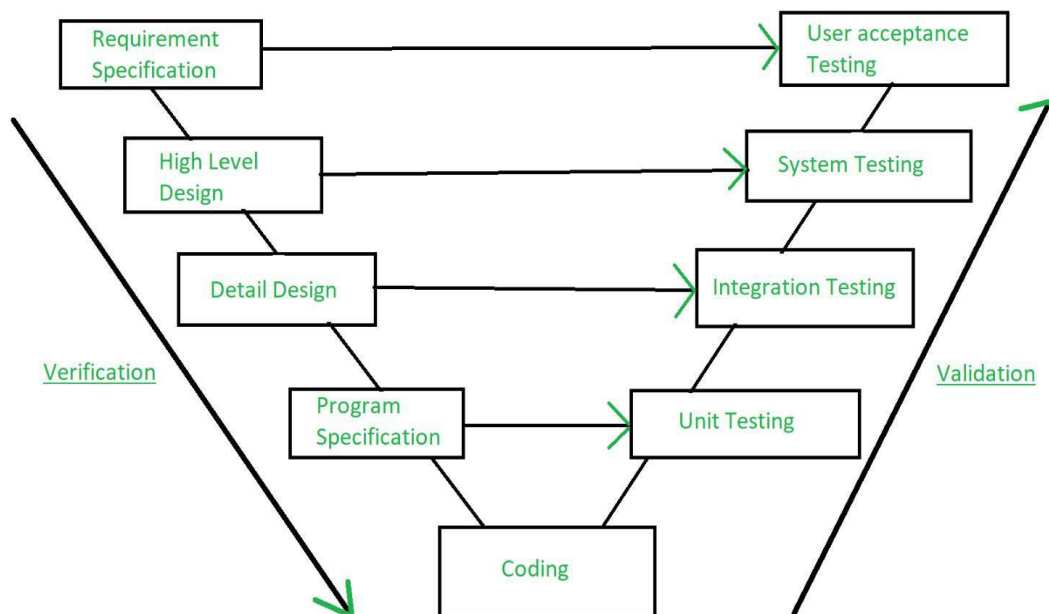 Requirement
Specification
User acceptance
Testing
High Level
Design
System Testing
Detail Design
Integration Testing
Verification
Validation
Program
Specification
Unit Testing
Coding